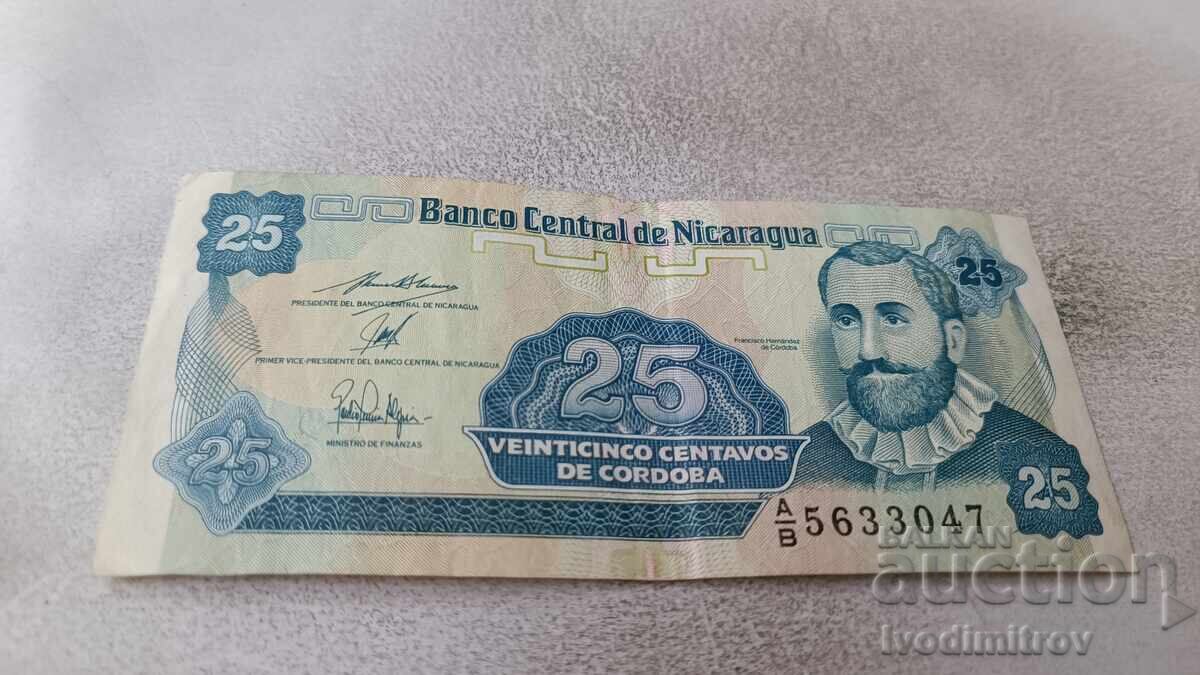 25
Banco Central de Nicaragua
25
PRESIDENTE DEL BANCO CENTRAL DE NICARAGUA
PRIMER VICE-PRESIDENTE DEL BANCO CENTRAL DE NICARAGUA
MINISTRO DE FINANZAS
Francisco Hernández
de Córdoba
25
VEINTICINCO CENTAVOS
DE CORDOBA
25
25
A/B 5633047
BALKAN
auction
Ivodimitrov